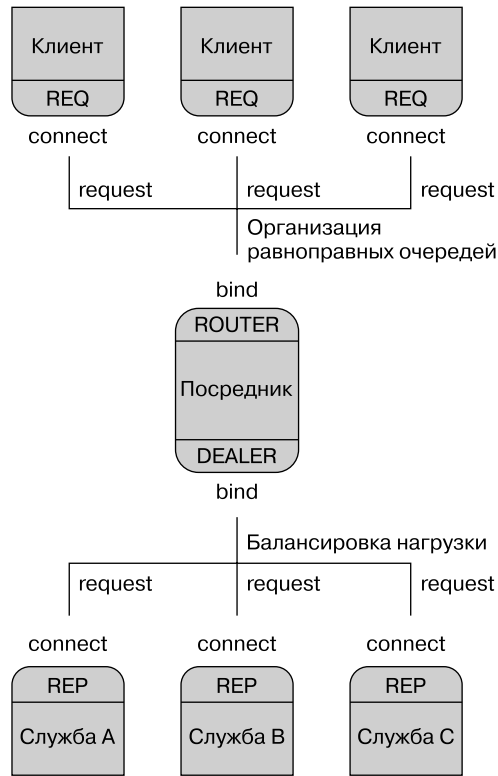 Клиент Клиент Клиент
REQ REQ REQ
connect connect connect
request request request
Организация
равноправных очередей
bind
ROUTER
Посредник
DEALER
bind
Балансировка нагрузки
request request request
connect connect connect
REP REP REP
Служба A Служба B Служба C